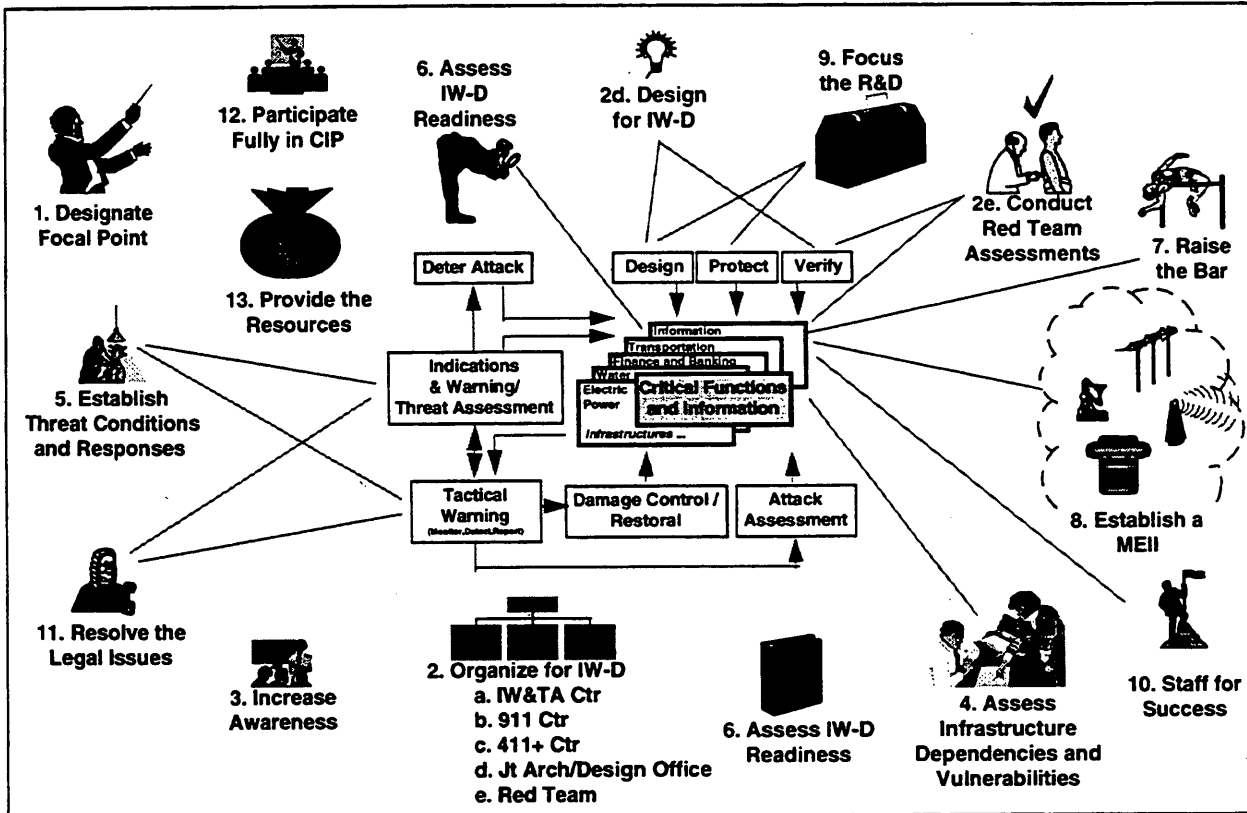 12. Participate
Fully in CIP
6. Assess
IW-D
Readiness
2d. Design
for IW-D
9. Focus
the R&D
1. Designate
Focal Point
2e. Conduct
Red Team
Assessments
7. Raise
the Bar
13. Provide the
Resources
Deter Attack
Design
Protect
Verify
5. Establish
Threat Conditions
and Responses
Indications
& Warning/
Threat Assessment
Information
Transportation
Finance and Banking
Water
Electric
Power
Critical Functions
and Information
Infrastructures ...
Tactical
Warning
(Monitor,Detect,Report)
Damage Control /
Restoral
Attack
Assessment
8. Establish a
MEII
11. Resolve the
Legal Issues
3. Increase
Awareness
2. Organize for IW-D
a. IW&TA Ctr
b. 911 Ctr
c. 411+ Ctr
d. Jt Arch/Design Office
e. Red Team
6. Assess IW-D
Readiness
4. Assess
Infrastructure
Dependencies and
Vulnerabilities
10. Staff for
Success